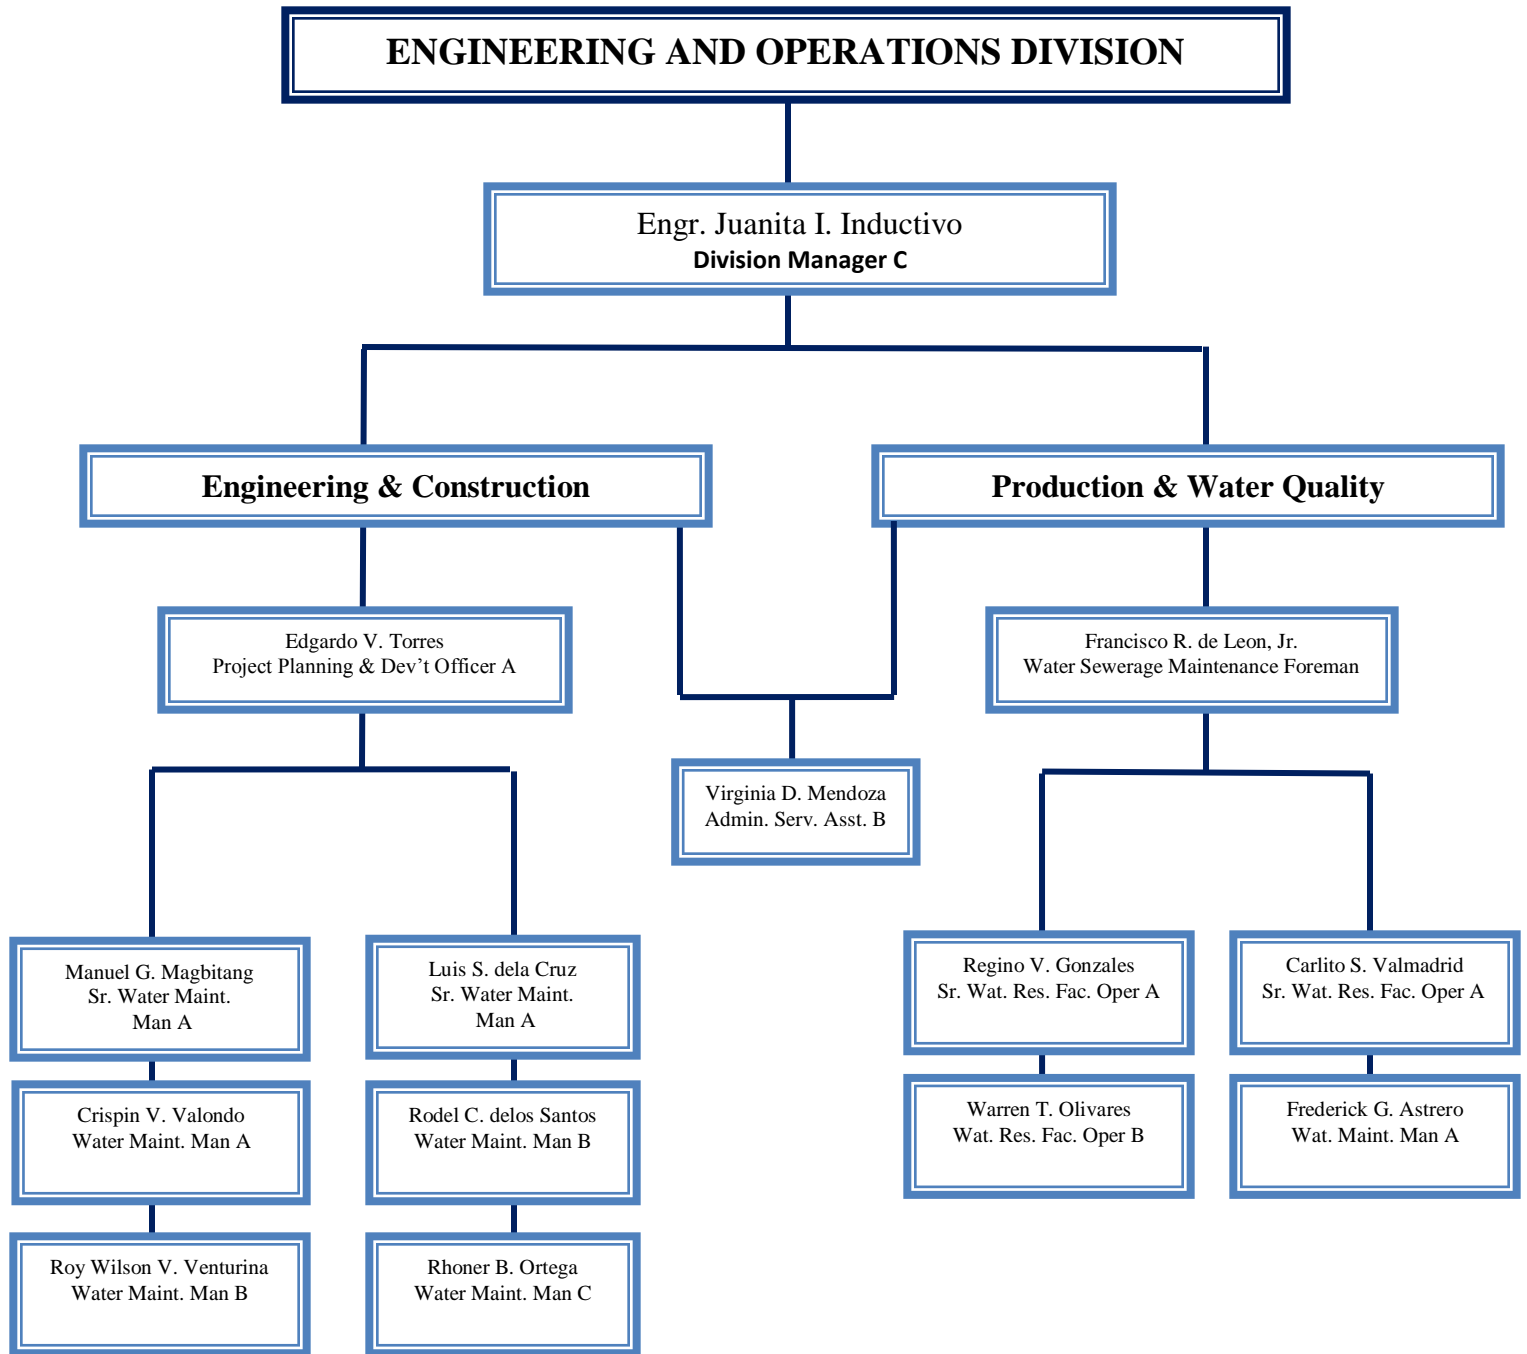 ENGINEERING AND OPERATIONS DIVISION
Engr. Juanita I. Inductivo
Division Manager C
Engineering & Construction
Production & Water Quality
Edgardo V. Torres
Project Planning & Dev’t Officer A
Francisco R. de Leon, Jr.
Water Sewerage Maintenance Foreman
Virginia D. Mendoza
Admin. Serv. Asst. B
Manuel G. Magbitang
Sr. Water Maint.
Man A
Luis S. dela Cruz
Sr. Water Maint.
Man A
Regino V. Gonzales
Sr. Wat. Res. Fac. Oper A
Carlito S. Valmadrid
Sr. Wat. Res. Fac. Oper A
Crispin V. Valondo
Water Maint. Man A
Rodel C. delos Santos
Water Maint. Man B
Warren T. Olivares
Wat. Res. Fac. Oper B
Frederick G. Astrero
Wat. Maint. Man A
Roy Wilson V. Venturina
Water Maint. Man B
Rhoner B. Ortega
Water Maint. Man C